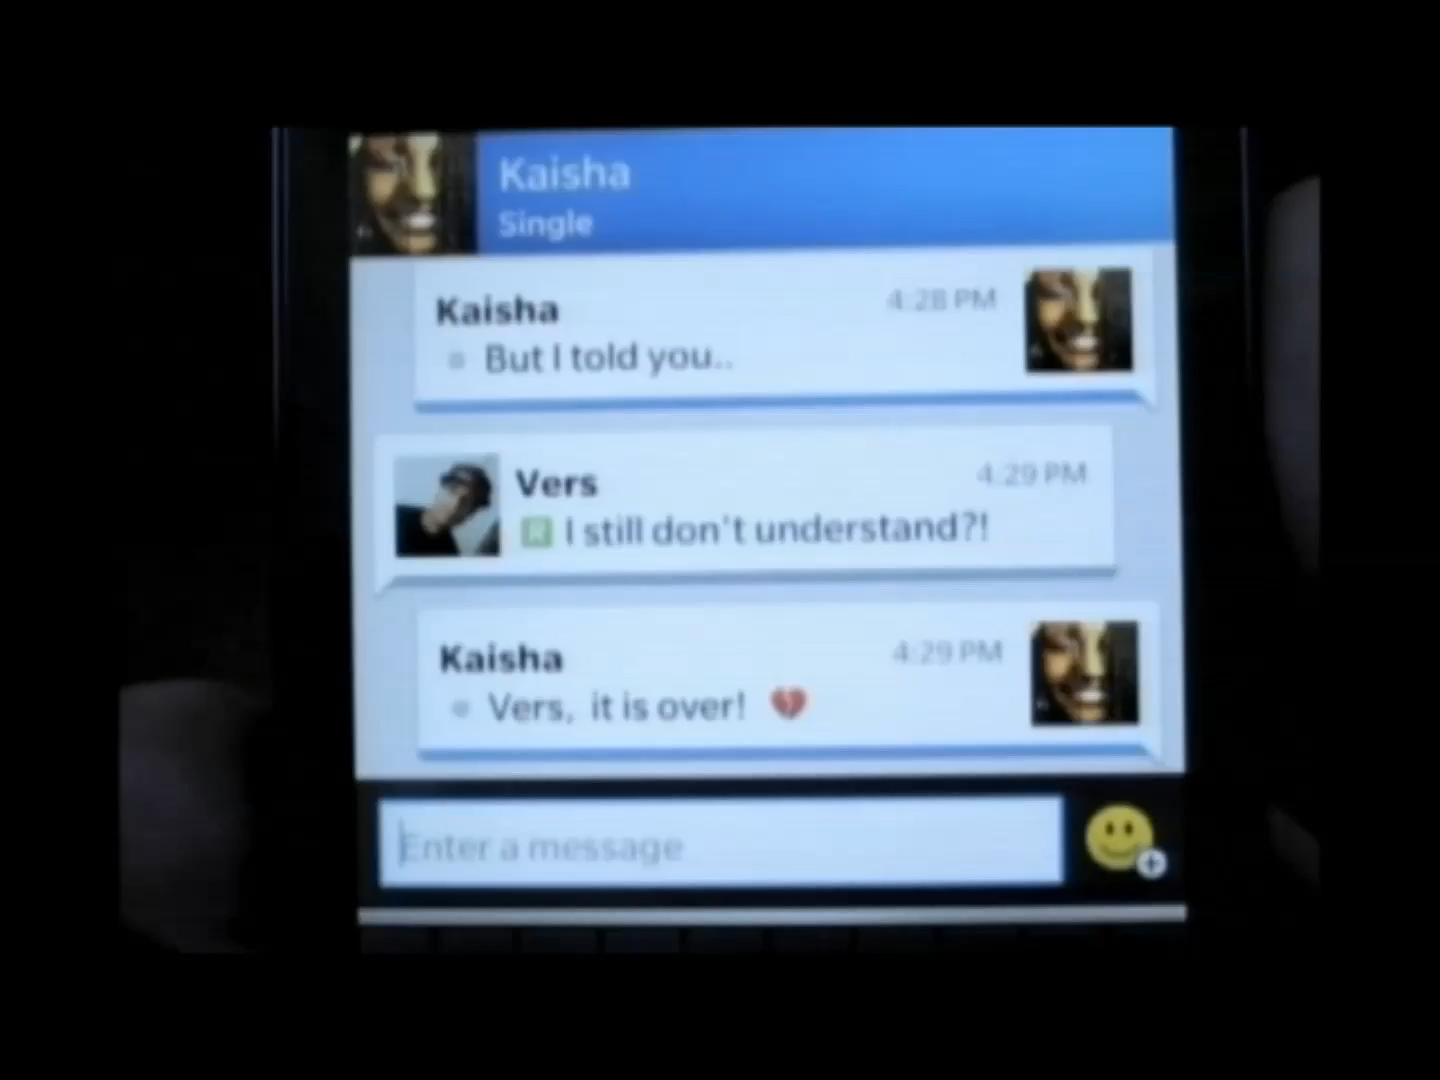 Kaisha
Single
Kaisha 4:28 PM
But I told you..
Vers 4:29 PM
R I still don't understand?!
Kaisha 4:29 PM
Vers, it is over! 💔
Enter a message